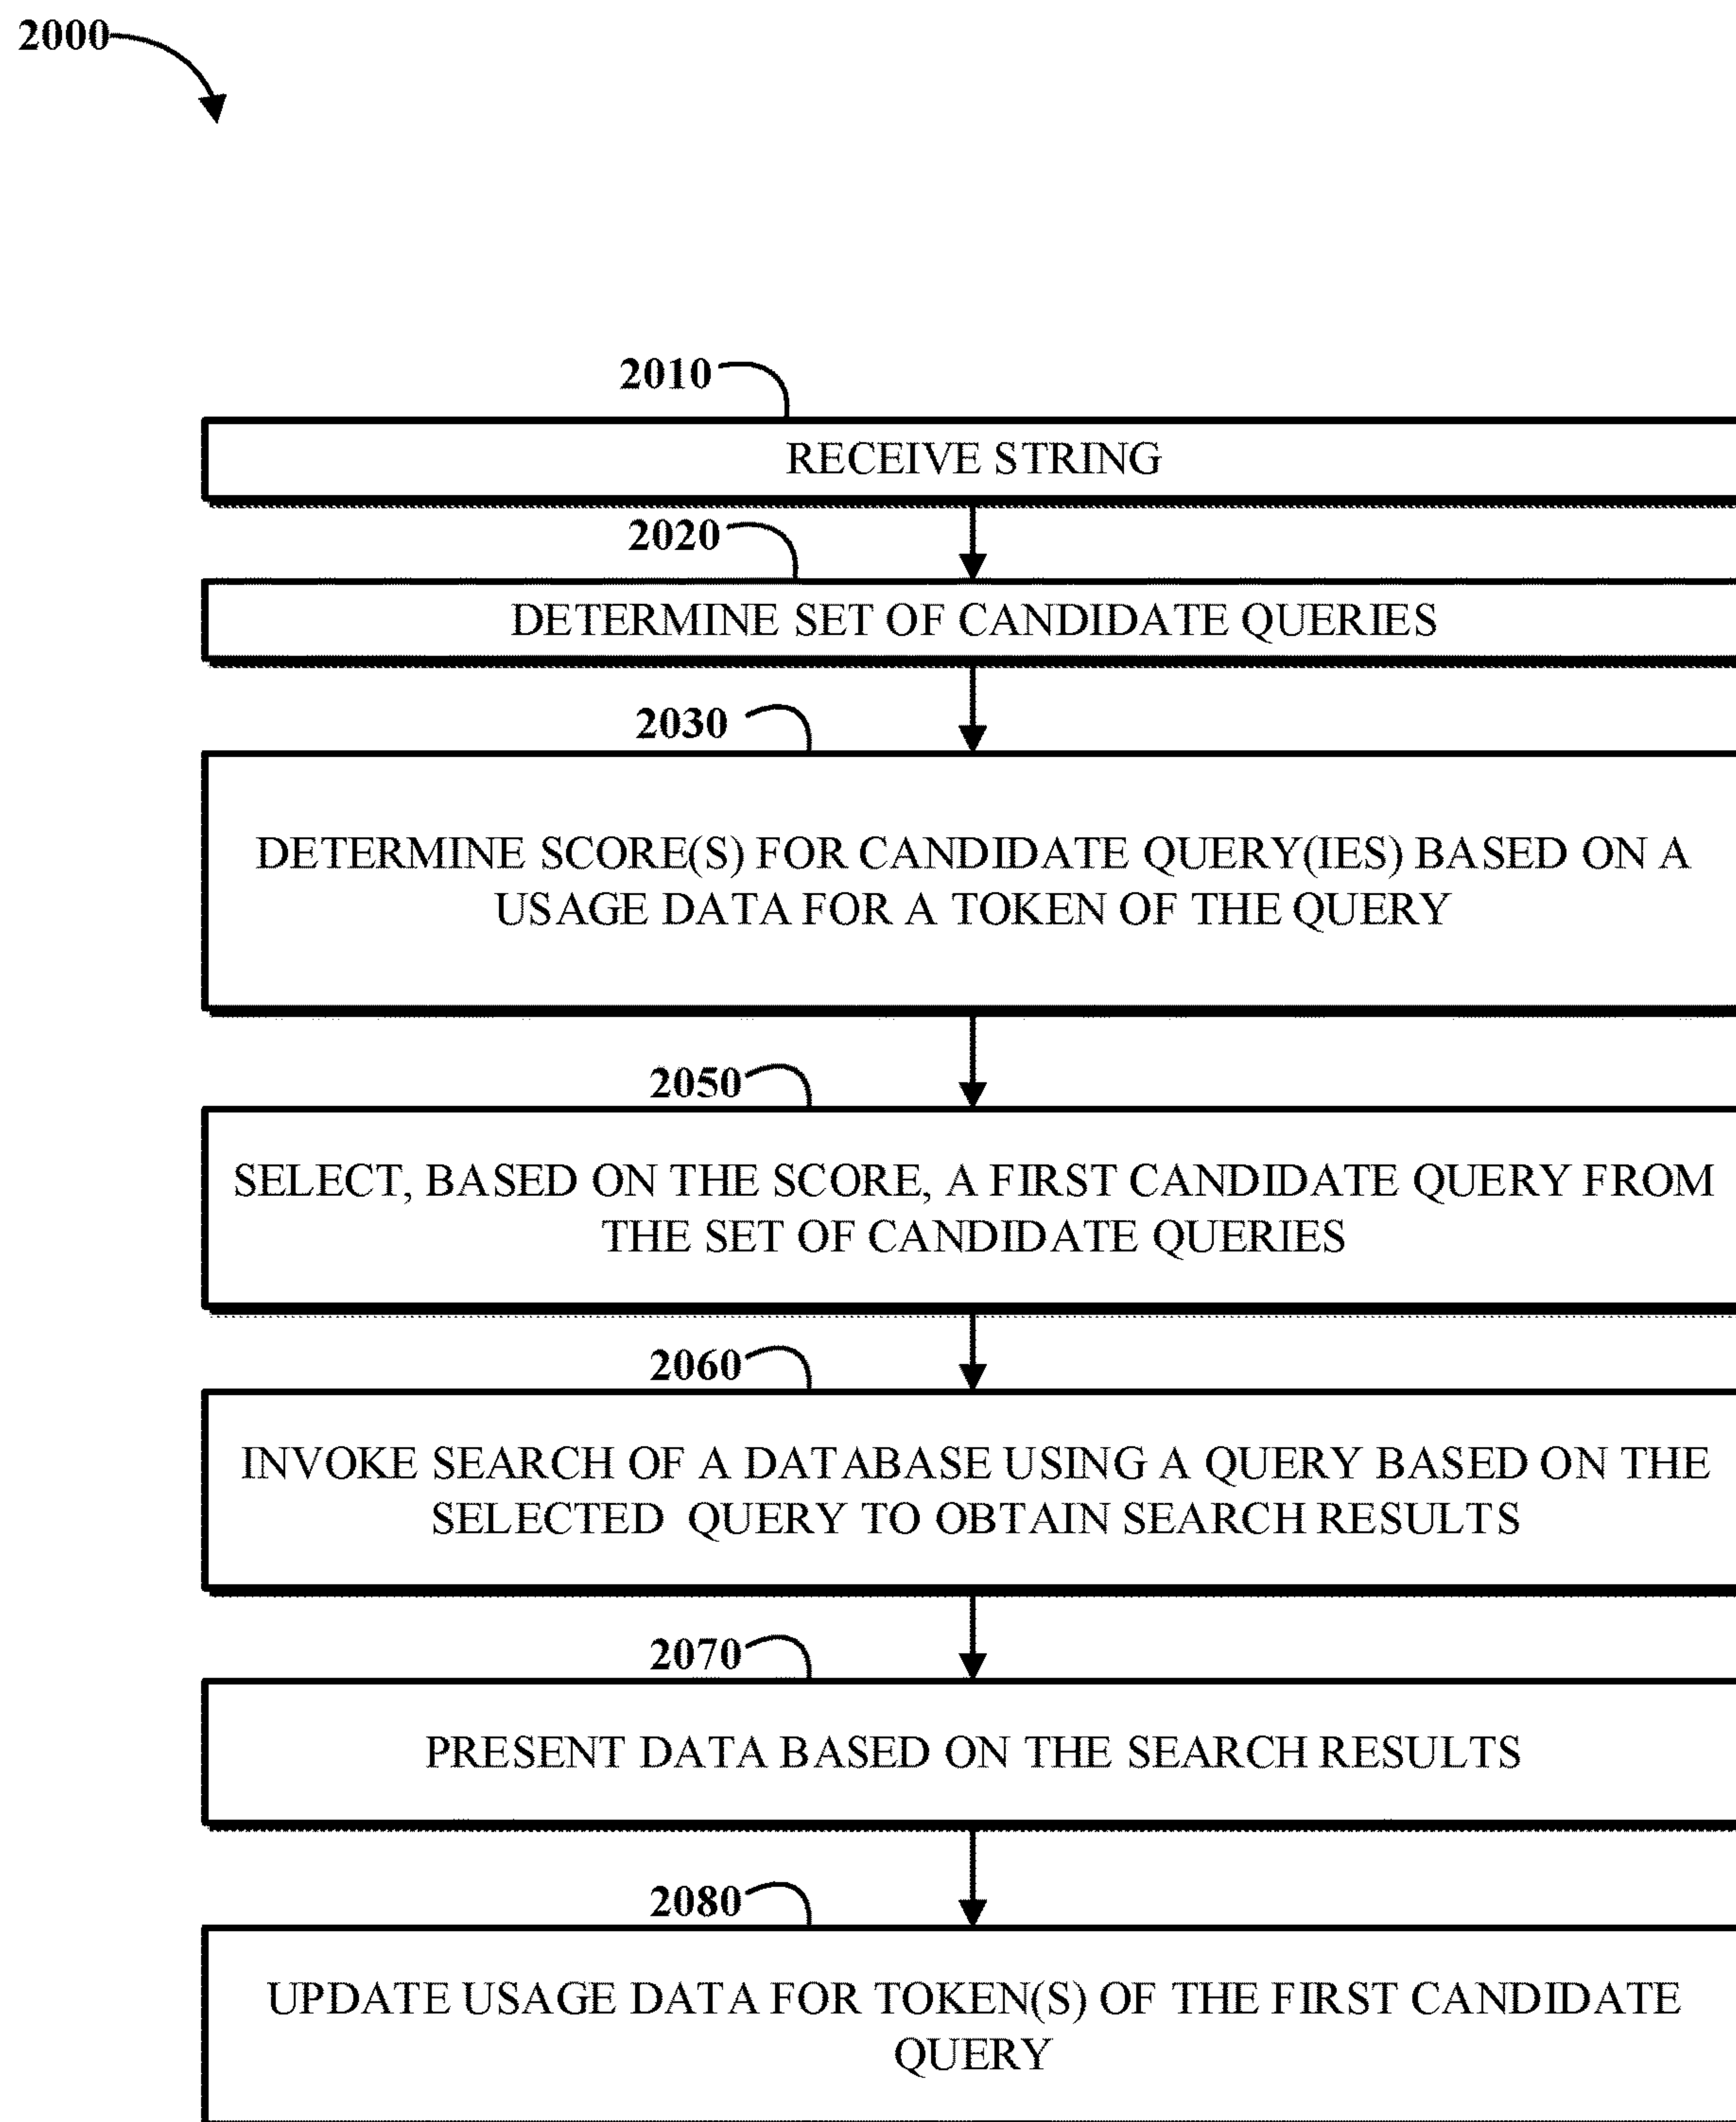 2000
2010
RECEIVE STRING
2020
DETERMINE SET OF CANDIDATE QUERIES
2030
DETERMINE SCORE(S) FOR CANDIDATE QUERY(IES) BASED ON A
USAGE DATA FOR A TOKEN OF THE QUERY
2050
SELECT, BASED ON THE SCORE, A FIRST CANDIDATE QUERY FROM
THE SET OF CANDIDATE QUERIES
2060
INVOKE SEARCH OF A DATABASE USING A QUERY BASED ON THE
SELECTED QUERY TO OBTAIN SEARCH RESULTS
2070
PRESENT DATA BASED ON THE SEARCH RESULTS
2080
UPDATE USAGE DATA FOR TOKEN(S) OF THE FIRST CANDIDATE
QUERY